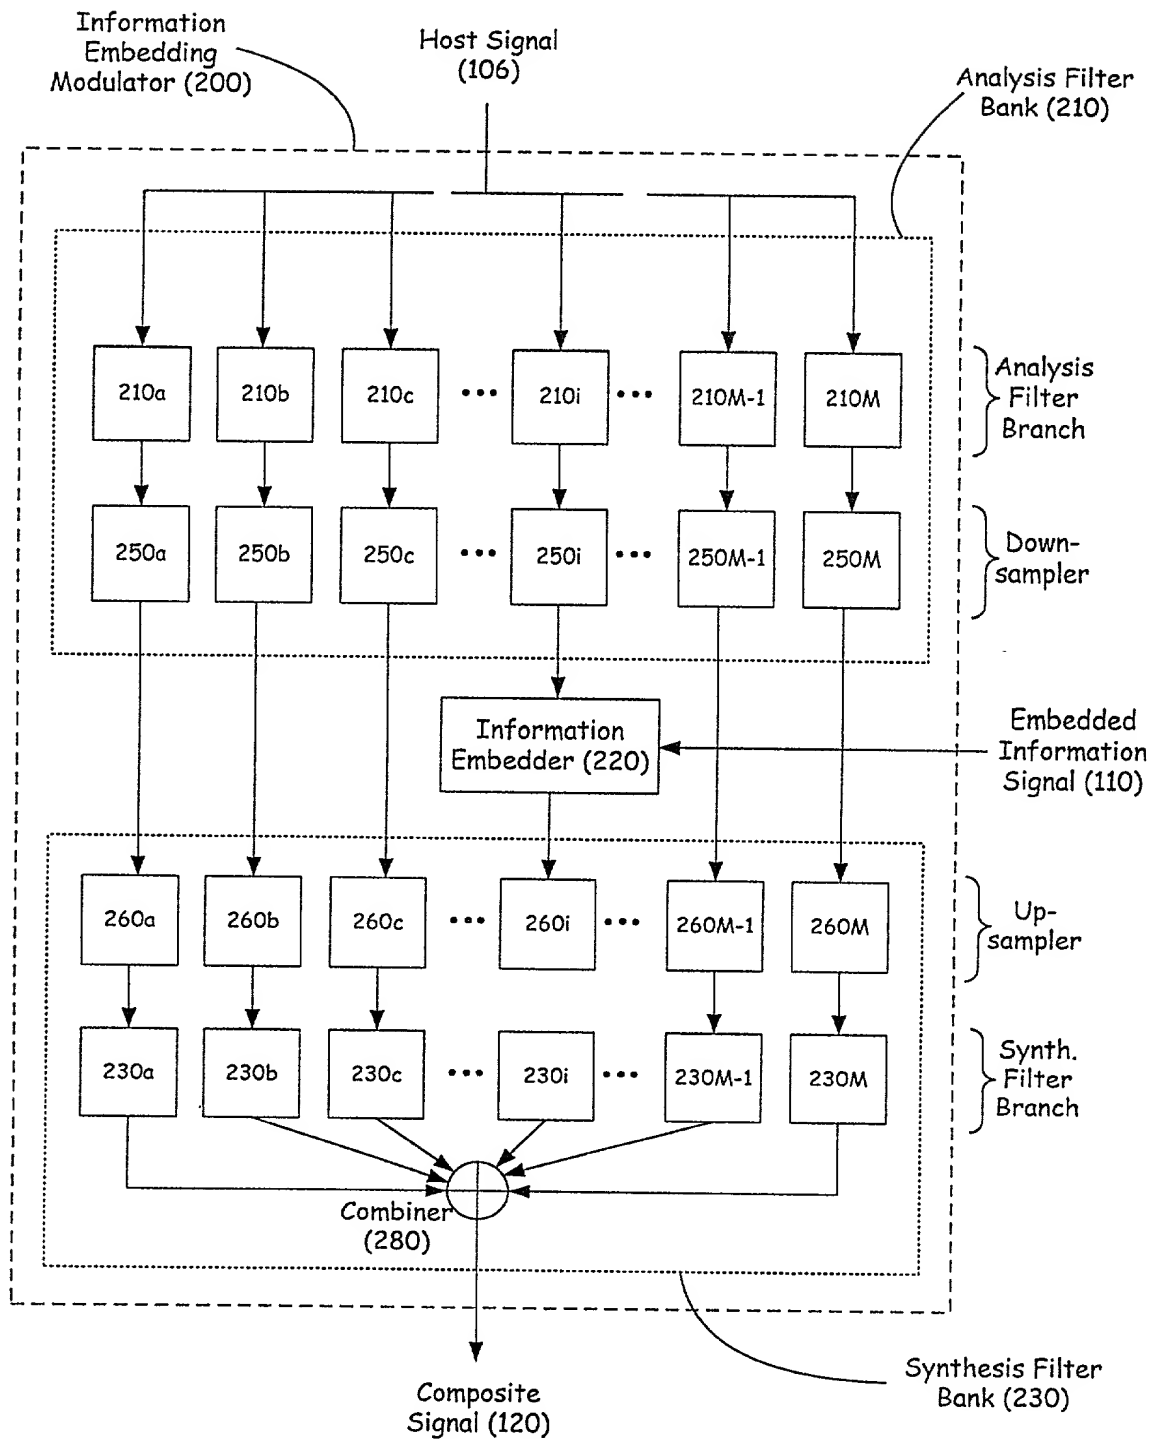 Information
Embedding
Modulator (200)
Host Signal
(106)
Analysis Filter
Bank (210)
210a
210b
210c
•••
210i
•••
210M-1
210M
Analysis
Filter
Branch
250a
250b
250c
•••
250i
•••
250M-1
250M
Down-
sampler
Information
Embedder (220)
Embedded
Information
Signal (110)
260a
260b
260c
•••
260i
•••
260M-1
260M
Up-
sampler
230a
230b
230c
•••
230i
•••
230M-1
230M
Synth.
Filter
Branch
Combiner
(280)
Composite
Signal (120)
Synthesis Filter
Bank (230)